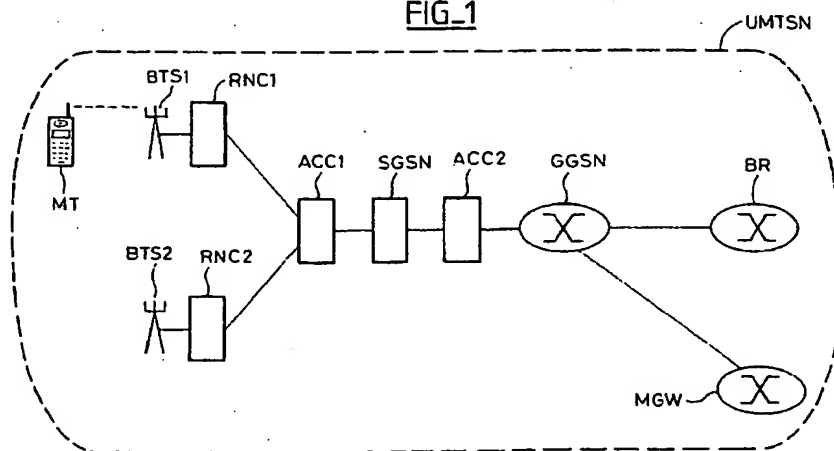 FIG_1
UMTSN
BTS1
RNC1
MT
ACC1
SGSN
ACC2
GGSN
BR
BTS2
RNC2
MGW